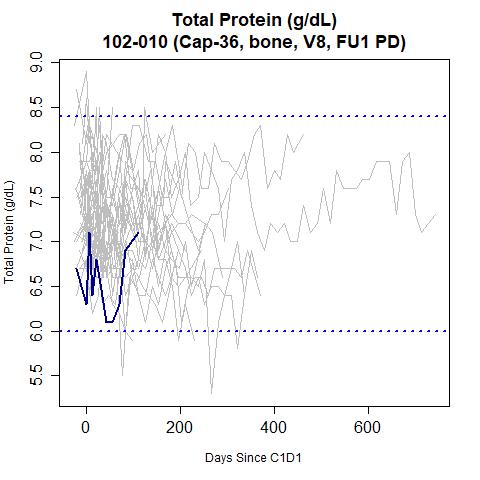 Total Protein (g/dL)
102-010 (Cap-36, bone, V8, FU1 PD)
Total Protein (g/dL)
9.0
8.5
8.0
7.5
7.0
6.5
6.0
5.5
0 200 400 600
Days Since C1D1